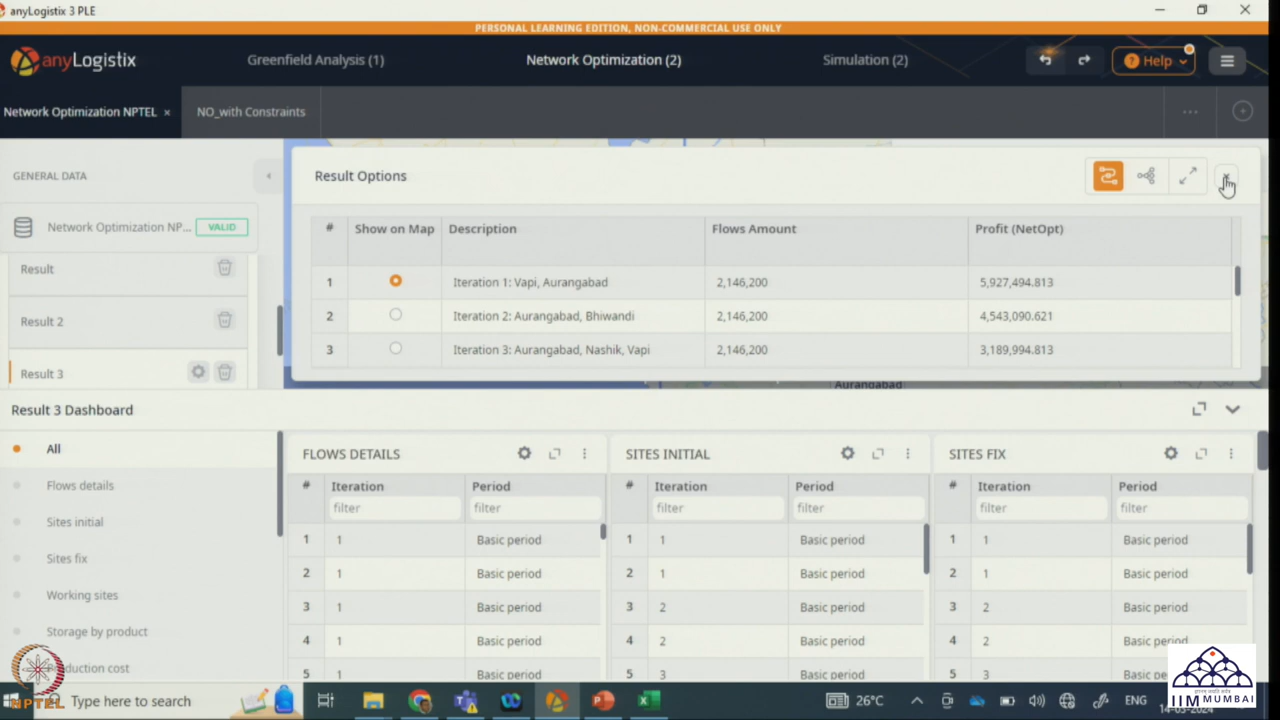 anyLogistix 3 PLE
PERSONAL LEARNING EDITION, NON-COMMERCIAL USE ONLY
anyLogistix Greenfield Analysis (1) Network Optimization (2) Simulation (2) Help
Network Optimization NPTEL × NO_with Constraints
GENERAL DATA
Network Optimization NP... VALID
Result
Result 2
Result 3
Result Options
# Show on Map Description Flows Amount Profit (NetOpt)
1 Iteration 1: Vapi, Aurangabad 2,146,200 5,927,494.813
2 Iteration 2: Aurangabad, Bhiwandi 2,146,200 4,543,090.621
3 Iteration 3: Aurangabad, Nashik, Vapi 2,146,200 3,189,994.813
Aurangabad
Result 3 Dashboard
All
Flows details
Sites initial
Sites fix
Working sites
Storage by product
Production cost
FLOWS DETAILS SITES INITIAL SITES FIX
# Iteration Period # Iteration Period # Iteration Period
filter filter filter filter filter filter
1 1 Basic period 1 1 Basic period 1 1 Basic period
2 1 Basic period 2 1 Basic period 2 1 Basic period
3 1 Basic period 3 2 Basic period 3 2 Basic period
4 1 Basic period 4 2 Basic period 4 2 Basic period
5 1 Basic period 5 3 Basic period 5 3
NPTEL
Type here to search 26°C ENG
14-03-2024
IIM MUMBAI